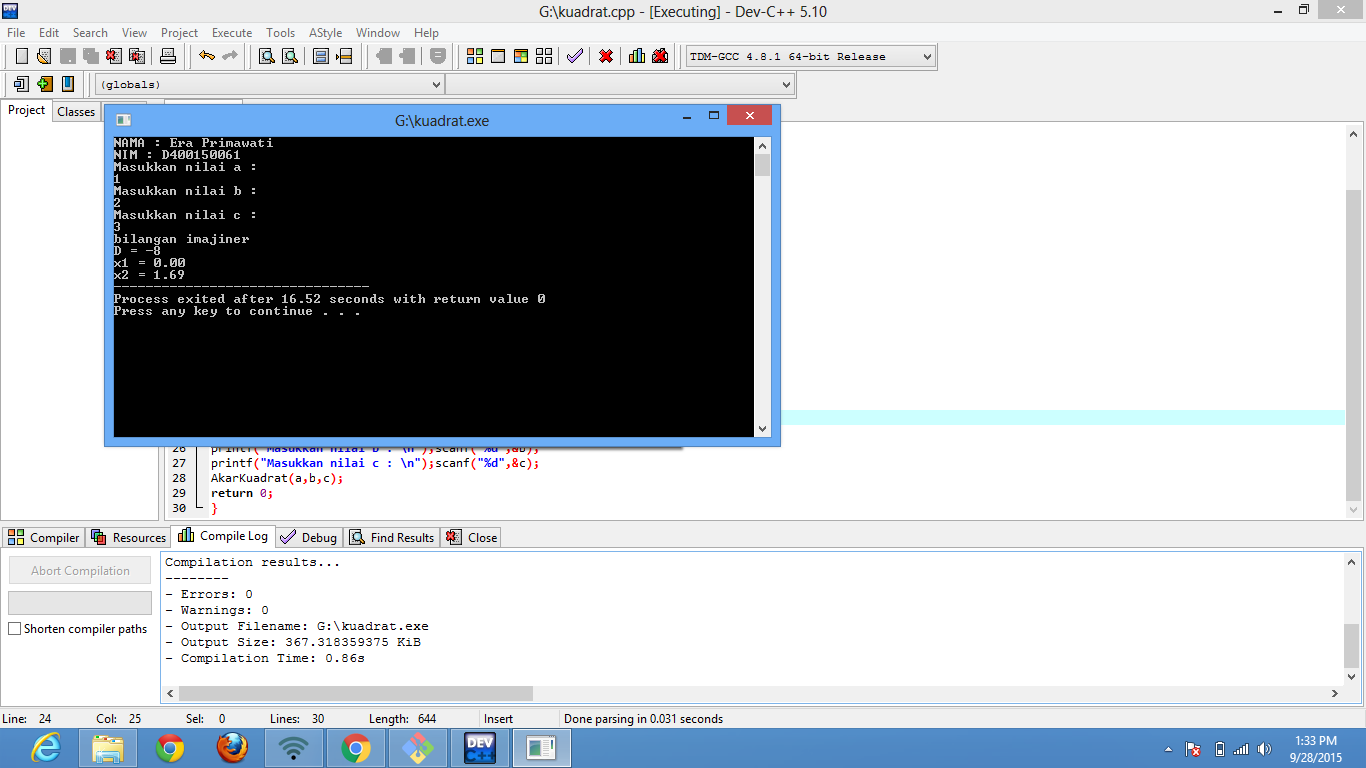 G:\kuadrat.cpp - [Executing] - Dev-C++ 5.10
File Edit Search View Project Execute Tools AStyle Window Help
TDM-GCC 4.8.1 64-bit Release
(globals)
Project Classes
G:\kuadrat.exe
NAMA : Era Primawati
NIM : D400150061
Masukkan nilai a :
1
Masukkan nilai b :
2
Masukkan nilai c :
3
bilangan imajiner
D = -8
x1 = 0.00
x2 = 1.69
--------------------------------
Process exited after 16.52 seconds with return value 0
Press any key to continue . . .
26 printf("Masukkan nilai b : \n");scanf("%d",&b);
27 printf("Masukkan nilai c : \n");scanf("%d",&c);
28 AkarKuadrat(a,b,c);
29 return 0;
30 }
Compiler Resources Compile Log Debug Find Results Close
Abort Compilation
Shorten compiler paths
Compilation results...
--------
- Errors: 0
- Warnings: 0
- Output Filename: G:\kuadrat.exe
- Output Size: 367.318359375 KiB
- Compilation Time: 0.86s
Line: 24 Col: 25 Sel: 0 Lines: 30 Length: 644 Insert Done parsing in 0.031 seconds
DEV C++
1:33 PM
9/28/2015